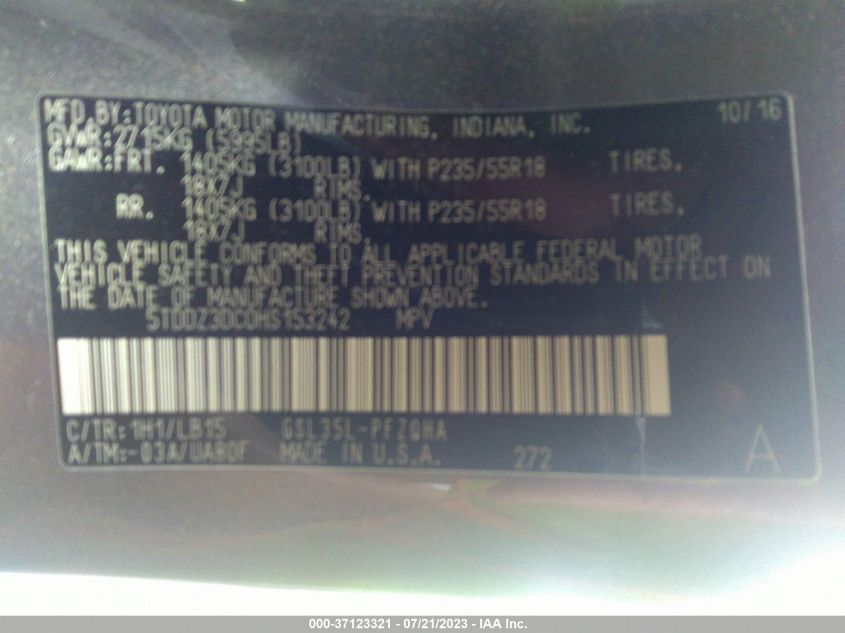 MFD.BY:TOYOTA MOTOR MANUFACTURING, INDIANA, INC. 10/16
GVWR:2715KG (5995LB)
GAWR:FRT. 1405KG (3100LB) WITH P235/55R18 TIRES,
18X7J RIMS,
RR. 1405KG (3100LB) WITH P235/55R18 TIRES,
18X7J RIMS,
THIS VEHICLE CONFORMS TO ALL APPLICABLE FEDERAL MOTOR
VEHICLE SAFETY AND THEFT PREVENTION STANDARDS IN EFFECT ON
THE DATE OF MANUFACTURE SHOWN ABOVE.
5TDDZ3DC0HS153242 MPV
C/TR:1H1/LB15 GSL35L-PFZQHA
A/TM:-03A/UA80F MADE IN U.S.A. 272 A
000-37123321 - 07/21/2023 - IAA Inc.